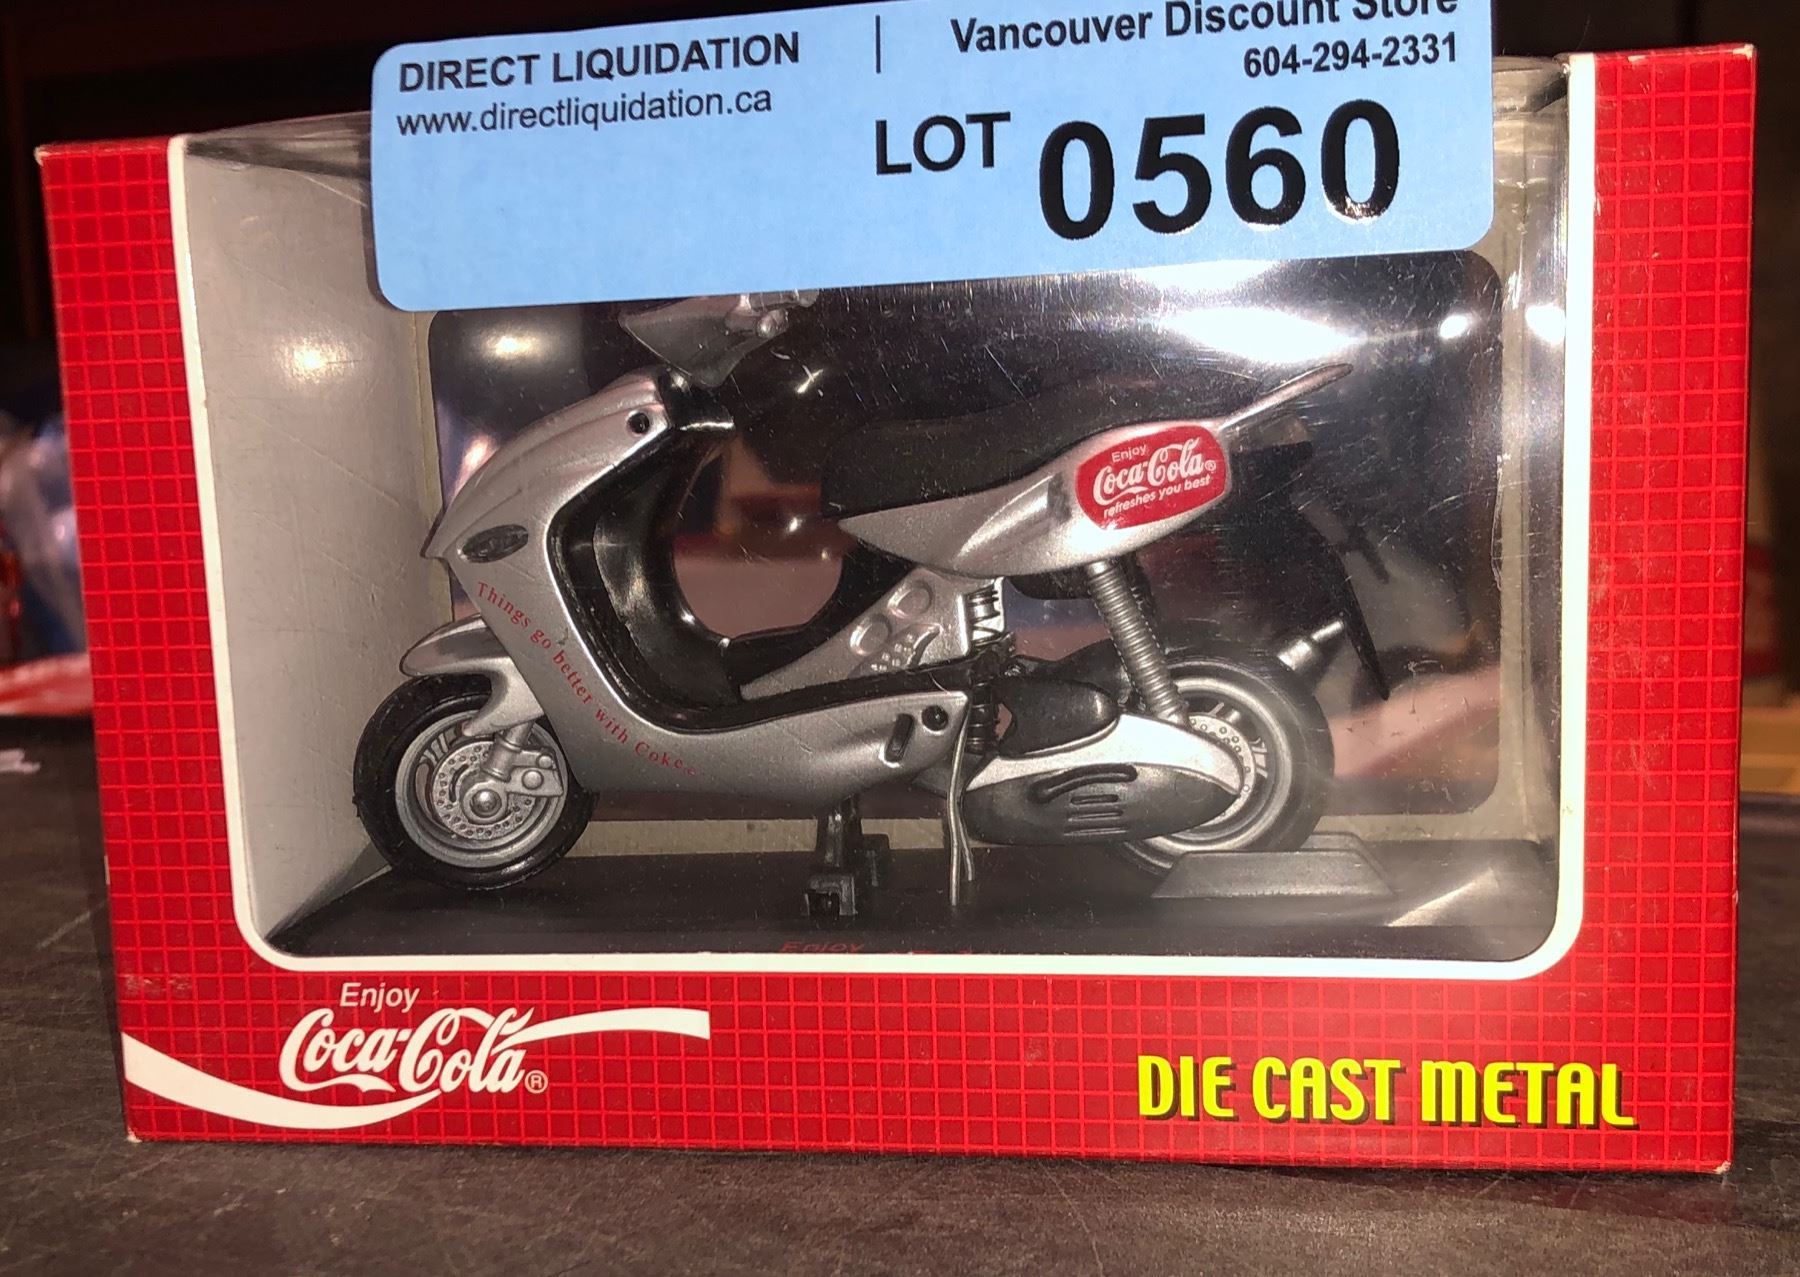 DIRECT LIQUIDATION
www.directliquidation.ca
Vancouver Discount Store
604-294-2331
LOT 0560
Enjoy
Coca-Cola®
refreshes you best
Things go better with Coke
Enjoy
Enjoy
Coca-Cola®
DIE CAST METAL